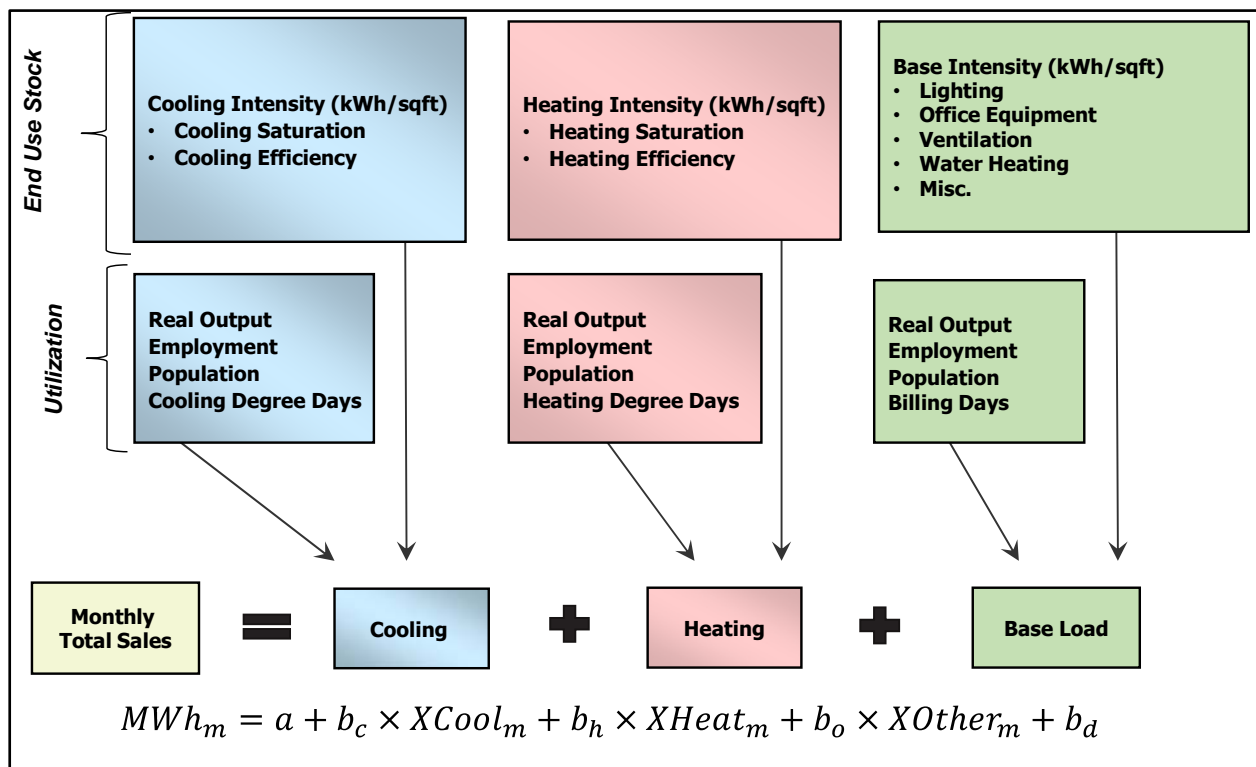 End Use Stock
Cooling Intensity (kWh/sqft)
• Cooling Saturation
• Cooling Efficiency
Heating Intensity (kWh/sqft)
• Heating Saturation
• Heating Efficiency
Base Intensity (kWh/sqft)
• Lighting
• Office Equipment
• Ventilation
• Water Heating
• Misc.
Utilization
Real Output
Employment
Population
Cooling Degree Days
Real Output
Employment
Population
Heating Degree Days
Real Output
Employment
Population
Billing Days
Monthly
Total Sales
=
Cooling
+
Heating
+
Base Load
MWh_m = a + b_c × XCool_m + b_h × XHeat_m + b_o × XOther_m + b_d